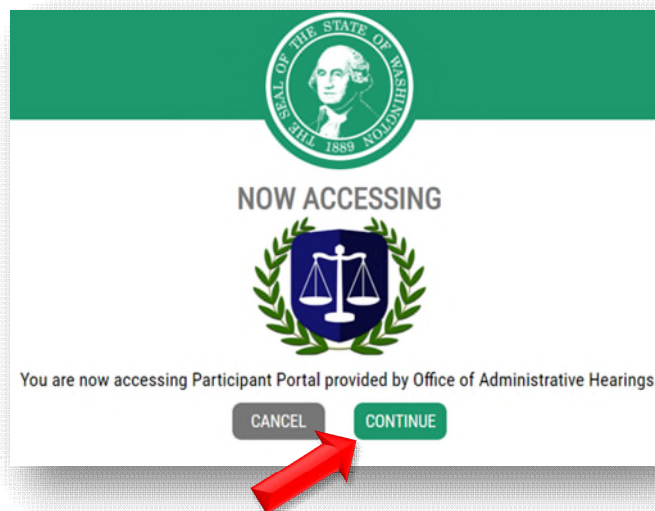 THE SEAL OF THE STATE OF WASHINGTON
1889
NOW ACCESSING
You are now accessing Participant Portal provided by Office of Administrative Hearings
CANCEL CONTINUE